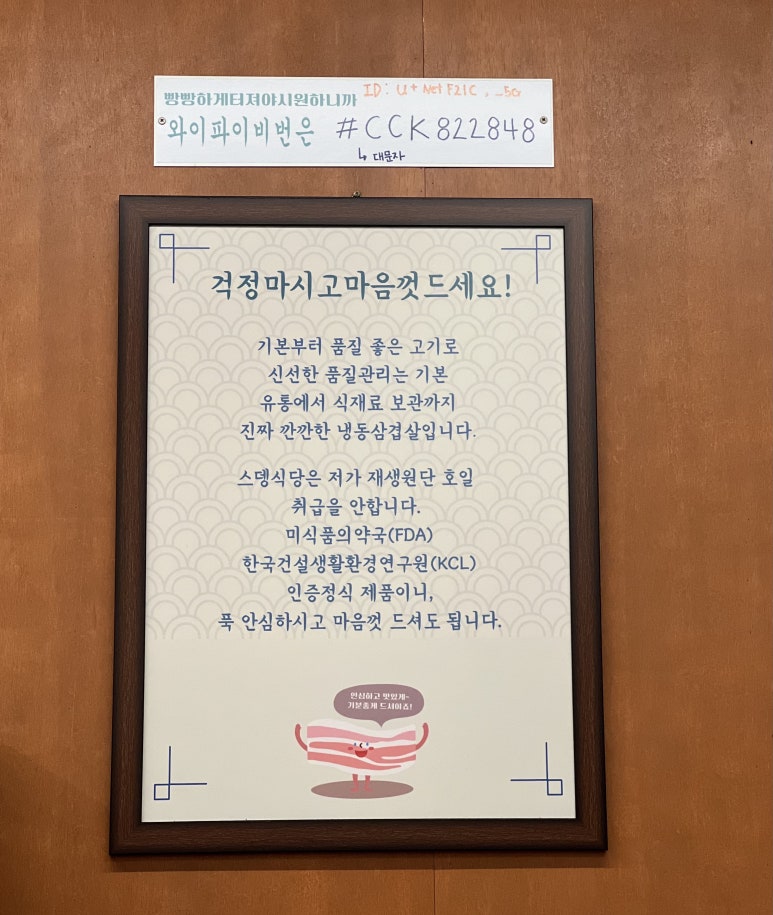 빵빵하게터져야시원하니까 ID: U+NetF21C, _5G
와이파이비번은 #CCK822848
↳ 대문자
걱정마시고마음껏드세요!
기본부터 품질 좋은 고기로
신선한 품질관리는 기본
유통에서 식재료 보관까지
진짜 깐깐한 냉동삼겹살입니다.
스뎅식당은 저가 재생원단 호일
취급을 안합니다.
미식품의약국(FDA)
한국건설생활환경연구원(KCL)
인증정식 제품이니,
푹 안심하시고 마음껏 드셔도 됩니다.
안심하고 맛있게~
기분좋게 드셔야죠!